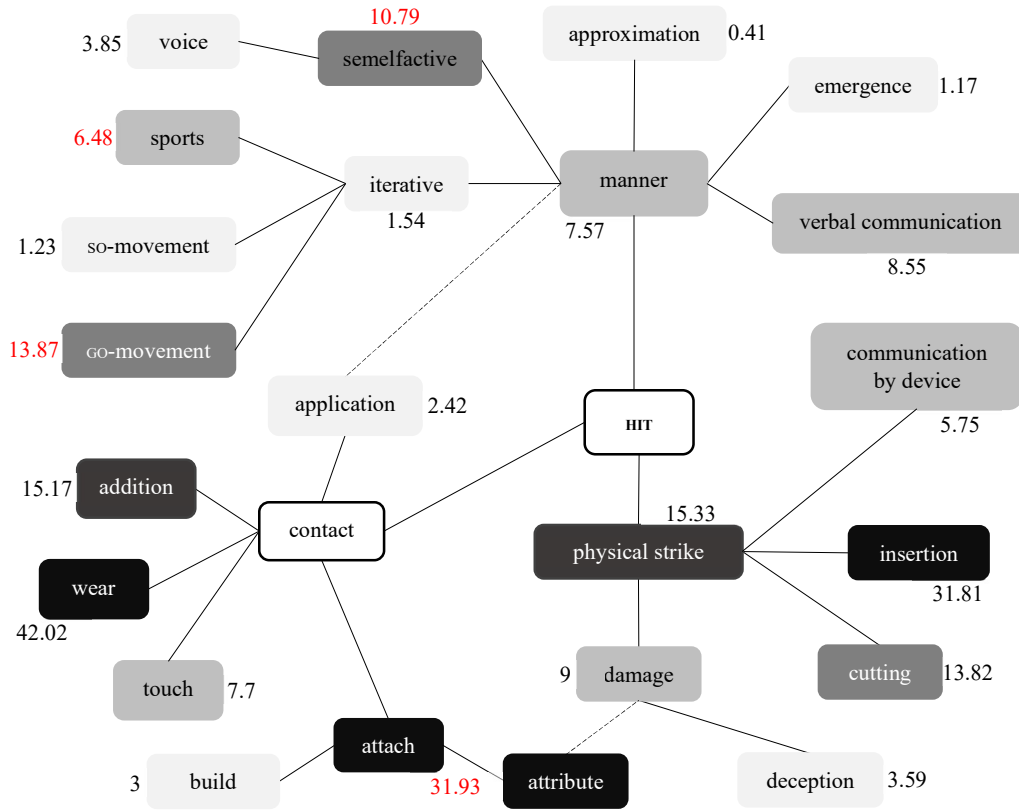 10.79
3.85
voice
semelfactive
approximation
0.41
emergence
1.17
6.48
sports
iterative
1.54
manner
7.57
verbal communication
8.55
1.23
SO-movement
13.87
GO-movement
communication
by device
5.75
application
2.42
HIT
15.17
addition
contact
15.33
physical strike
insertion
31.81
wear
42.02
touch
7.7
9
damage
cutting
13.82
attach
31.93
attribute
3
build
deception
3.59